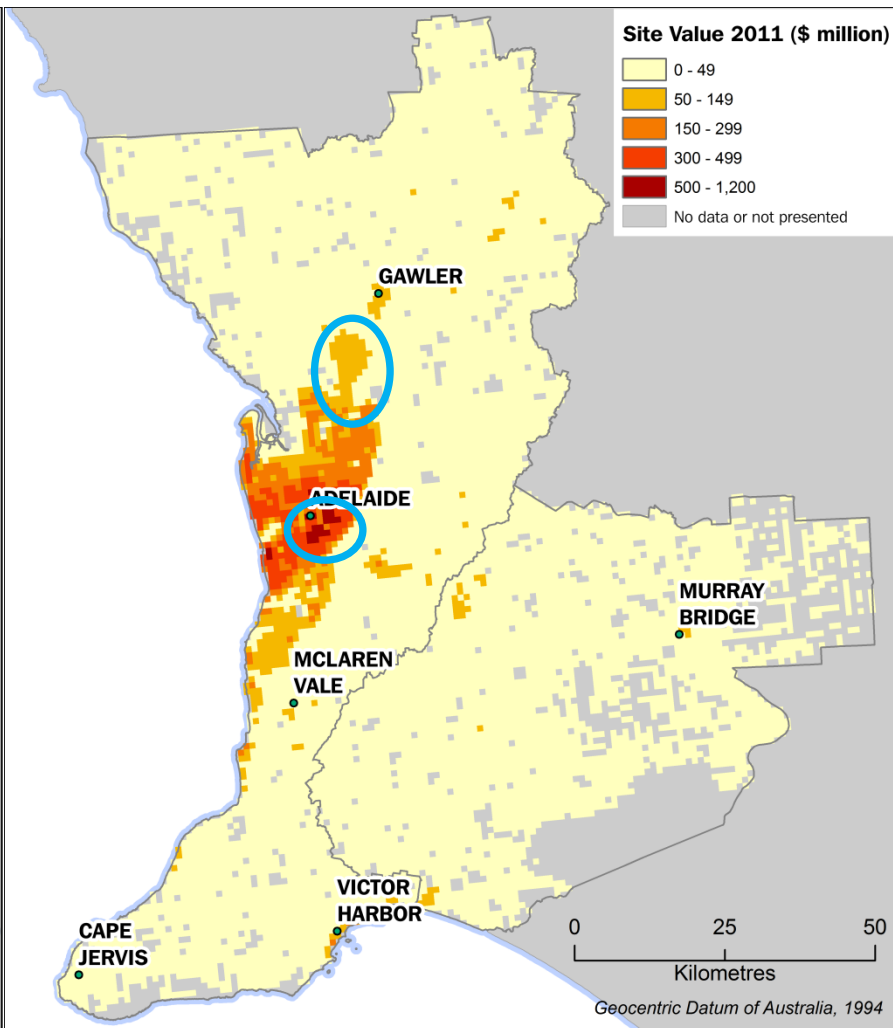 Site Value 2011 ($ million)
0 - 49
50 - 149
150 - 299
300 - 499
500 - 1,200
No data or not presented
GAWLER
ADELAIDE
MURRAY
BRIDGE
MCLAREN
VALE
VICTOR
HARBOR
CAPE
JERVIS
0 25 50
Kilometres
Geocentric Datum of Australia, 1994